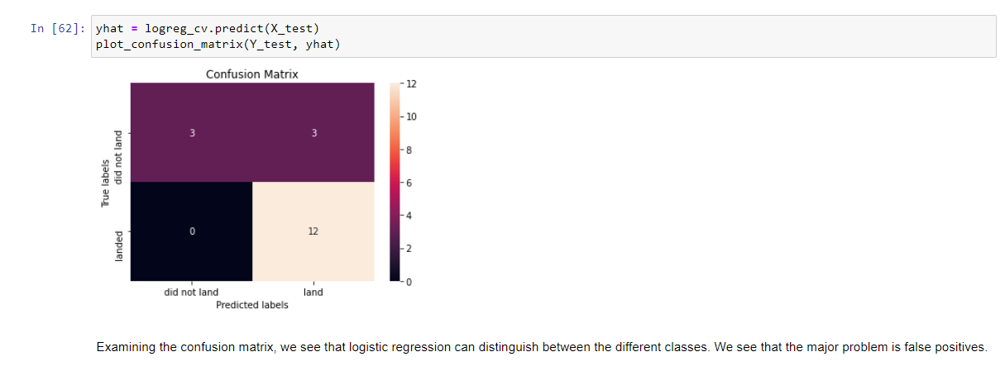 In [62]: yhat = logreg_cv.predict(X_test)
plot_confusion_matrix(Y_test, yhat)
Confusion Matrix
12
10
8
6
4
2
0
True labels
did not land
landed
3 3
0 12
did not land land
Predicted labels
Examining the confusion matrix, we see that logistic regression can distinguish between the different classes. We see that the major problem is false positives.